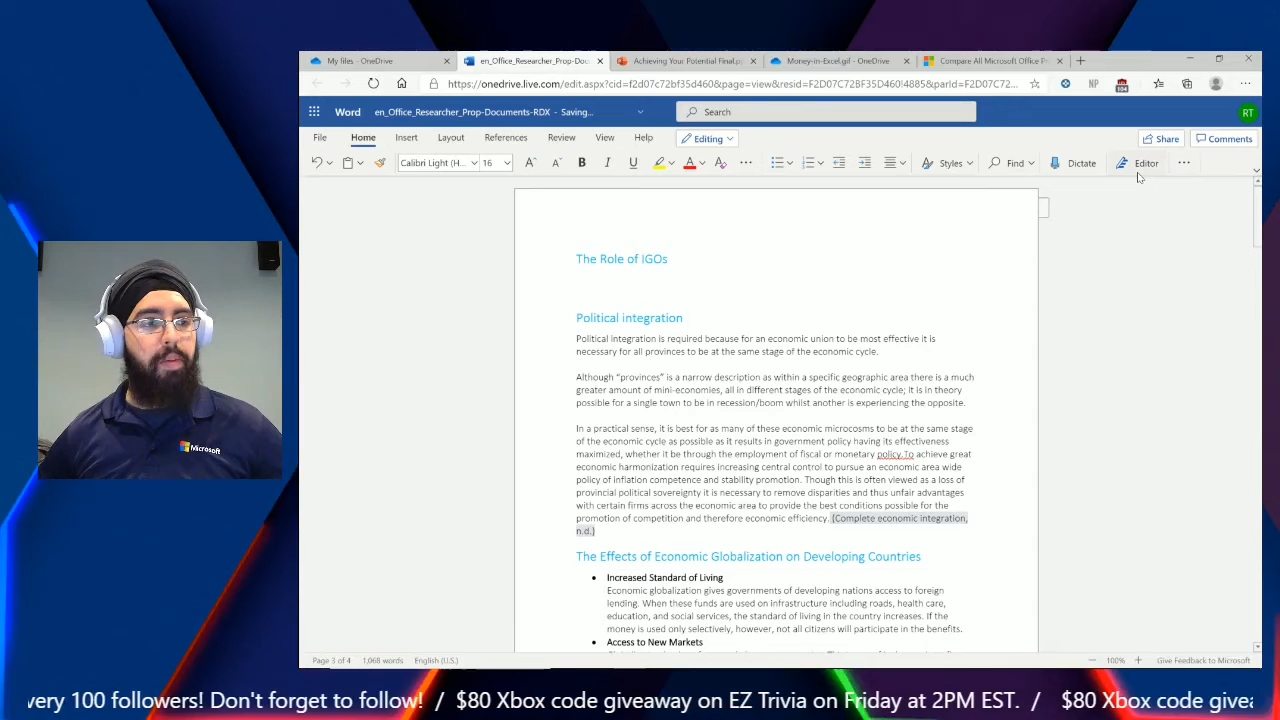 My files - OneDrive
en_Office_Researcher_Prop-Docu
Achieving Your Potential Final.p
Money-in-Excel.gif - OneDrive
Compare All Microsoft Office P
https://onedrive.live.com/edit.aspx?cid=f2d07c72bf35d460&page=view&resid=F2D07C72BF35D460!4885&parId=F2D07C72...
NP
Word
en_Office_Researcher_Prop-Documents-RDX - Saving...
Search
RT
File Home Insert Layout References Review View Help Editing
Share
Comments
Calibri Light (H... 16
B I U A
Styles
Find
Dictate
Editor
The Role of IGOs
Political integration
Political integration is required because for an economic union to be most effective it is
necessary for all provinces to be at the same stage of the economic cycle.
Although “provinces” is a narrow description as within a specific geographic area there is a much
greater amount of mini-economies, all in different stages of the economic cycle; it is in theory
possible for a single town to be in recession/boom whilst another is experiencing the opposite.
In a practical sense, it is best for as many of these economic microcosms to be at the same stage
of the economic cycle as possible as it results in government policy having its effectiveness
maximized, whether it be through the employment of fiscal or monetary policy.To achieve great
economic harmonization requires increasing central control to pursue an economic area wide
policy of inflation competence and stability promotion. Though this is often viewed as a loss of
provincial political sovereignty it is necessary to remove disparities and thus unfair advantages
with certain firms across the economic area to provide the best conditions possible for the
promotion of competition and therefore economic efficiency. (Complete economic integration,
n.d.)
The Effects of Economic Globalization on Developing Countries
• Increased Standard of Living
Economic globalization gives governments of developing nations access to foreign
lending. When these funds are used on infrastructure including roads, health care,
education, and social services, the standard of living in the country increases. If the
money is used only selectively, however, not all citizens will participate in the benefits.
• Access to New Markets
Page 3 of 4
1,068 words
English (U.S.)
100%
Give Feedback to Microsoft
Microsoft
very 100 followers! Don't forget to follow! / $80 Xbox code giveaway on EZ Trivia on Friday at 2PM EST. / $80 Xbox code givea